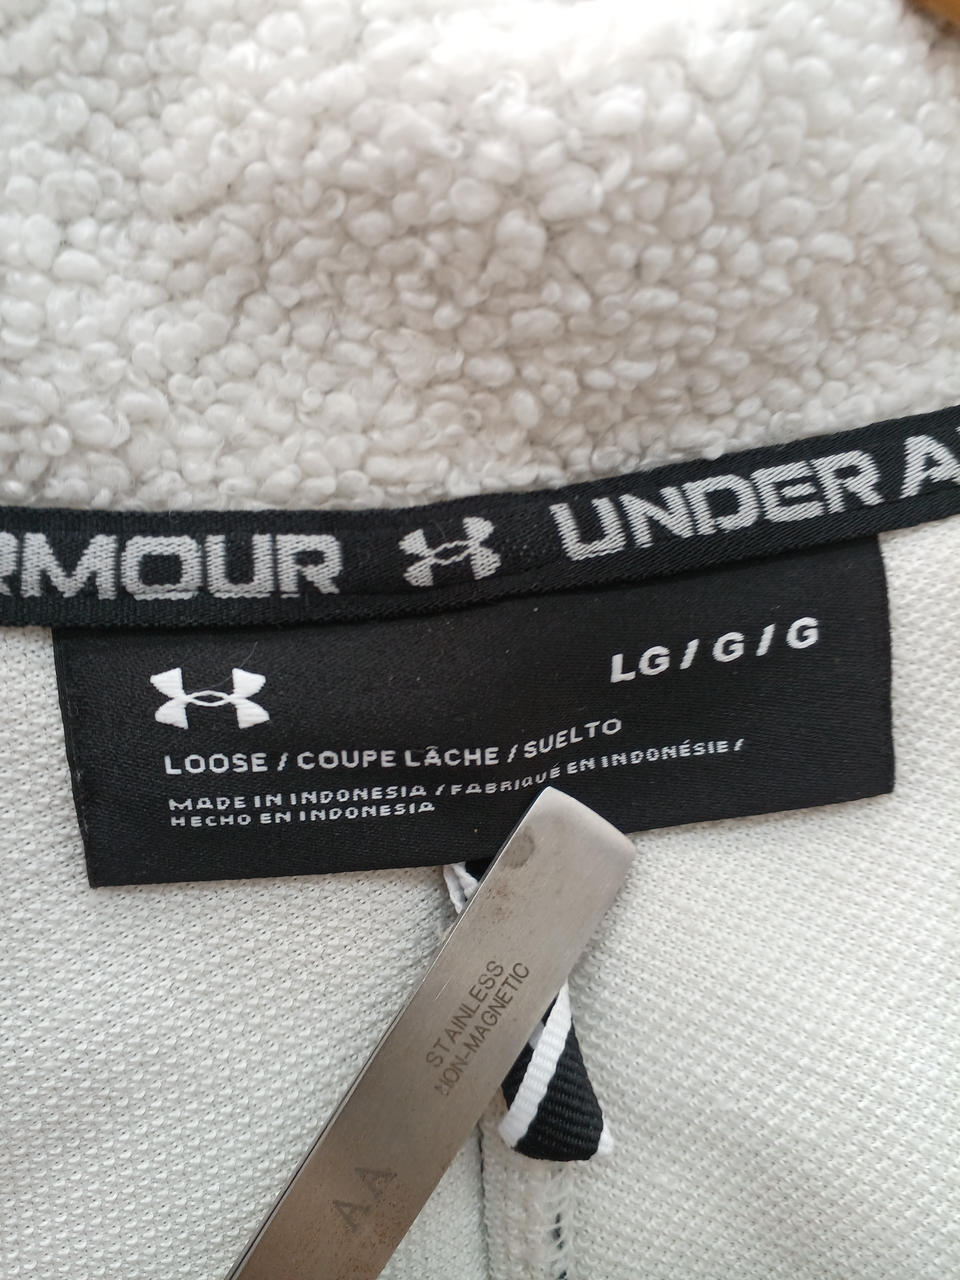 RMOUR UNDER A
LG / G / G
LOOSE / COUPE LÂCHE / SUELTO
MADE IN INDONESIA / FABRIQUÉ EN INDONÉSIE /
HECHO EN INDONESIA
STAINLESS
NON-MAGNETIC
AA